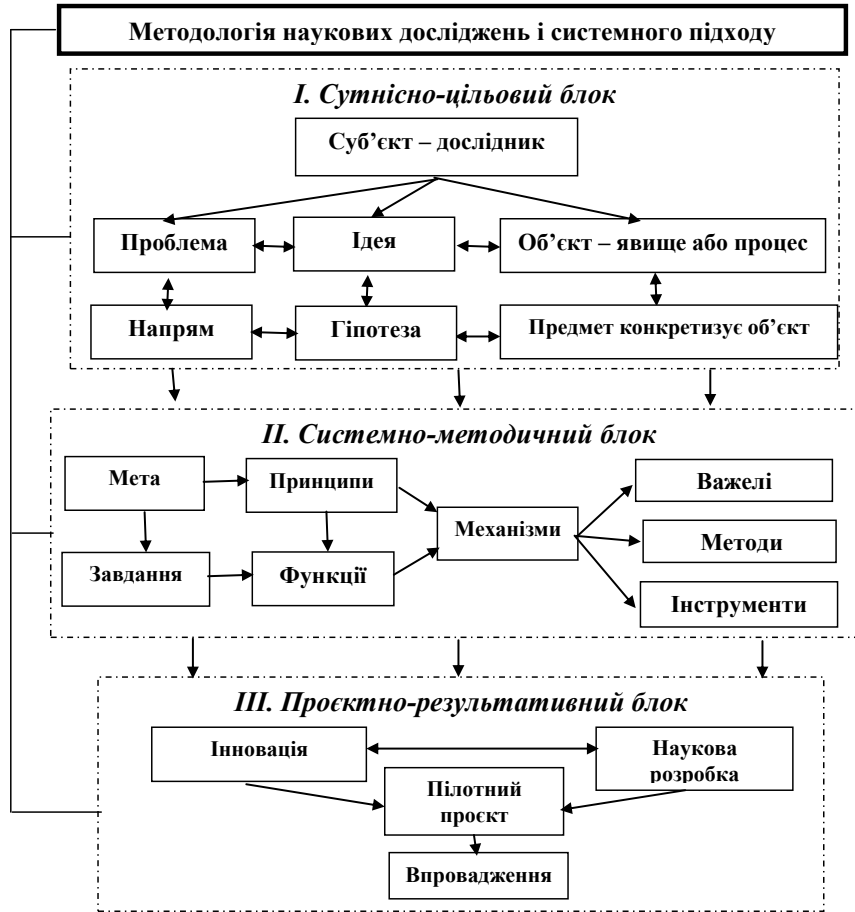 Методологія наукових досліджень і системного підходу
I. Сутнісно-цільовий блок
Суб’єкт – дослідник
Проблема
Ідея
Об’єкт – явище або процес
Напрям
Гіпотеза
Предмет конкретизує об’єкт
II. Системно-методичний блок
Мета
Принципи
Важелі
Механізми
Методи
Завдання
Функції
Інструменти
III. Проєктно-результативний блок
Інновація
Наукова
розробка
Пілотний
проєкт
Впровадження